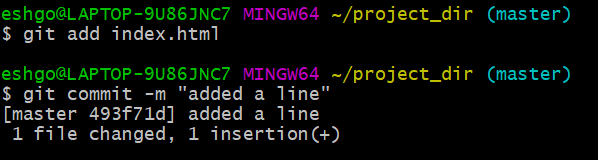 eshgo@LAPTOP-9U86JNC7 MINGW64 ~/project_dir (master)
$ git add index.html
eshgo@LAPTOP-9U86JNC7 MINGW64 ~/project_dir (master)
$ git commit -m "added a line"
[master 493f71d] added a line
 1 file changed, 1 insertion(+)